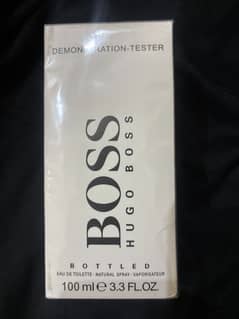 DEMONSTRATION-TESTER
BOSS
HUGO BOSS
BOTTLED
EAU DE TOILETTE · NATURAL SPRAY · VAPORISATEUR
100 ml e 3.3 FL.OZ.